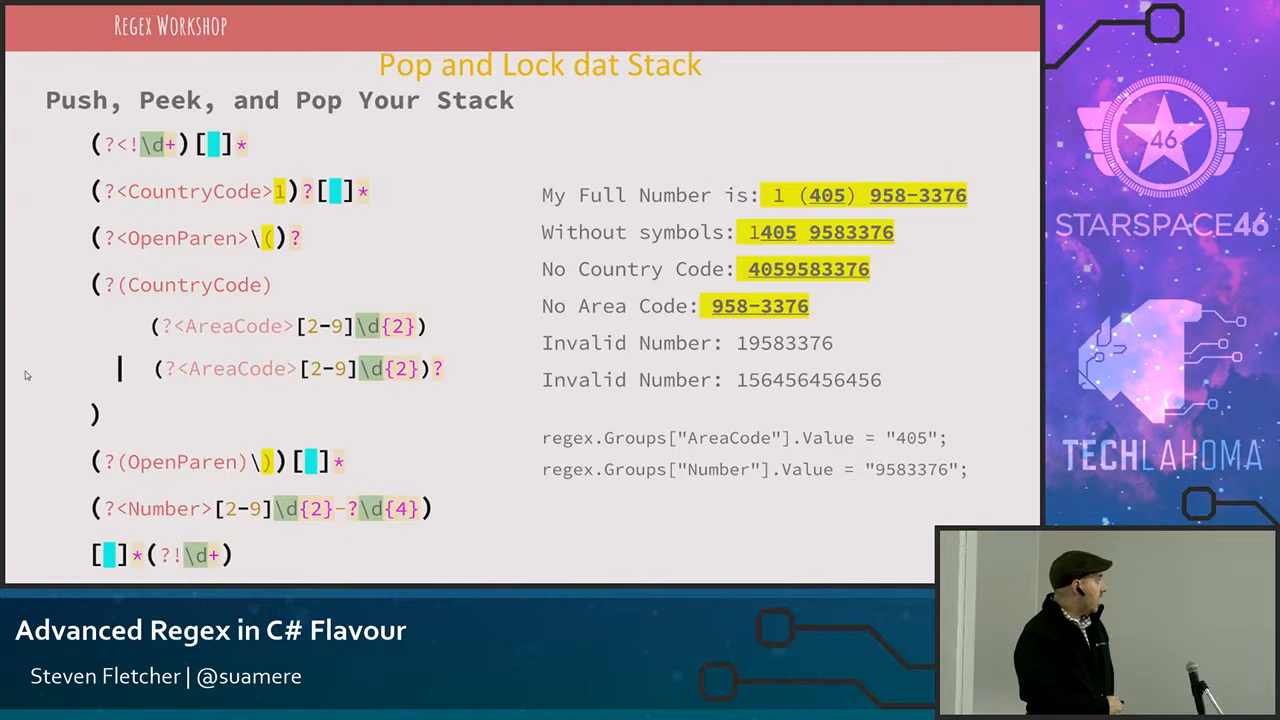 Regex Workshop
Pop and Lock dat Stack
Push, Peek, and Pop Your Stack
(?<!\d+)[ ]*
(?<CountryCode>1)?[ ]*
(?<OpenParen>\()?
(?(CountryCode)
(?<AreaCode>[2-9]\d{2})
| (?<AreaCode>[2-9]\d{2})?
)
(?(OpenParen)\))[ ]*
(?<Number>[2-9]\d{2}-?\d{4})
[ ]*(?!\d+)
My Full Number is: 1 (405) 958-3376
Without symbols: 1405 9583376
No Country Code: 4059583376
No Area Code: 958-3376
Invalid Number: 19583376
Invalid Number: 156456456456
regex.Groups["AreaCode"].Value = "405";
regex.Groups["Number"].Value = "9583376";
46
STARSPACE46
TECHLAHOMA
Advanced Regex in C# Flavour
Steven Fletcher | @suamere